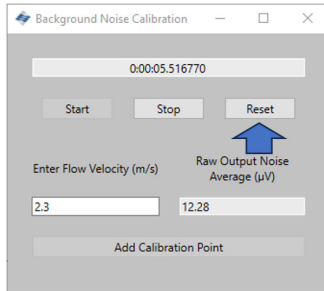 Background Noise Calibration
0:00:05.516770
Start Stop Reset
Enter Flow Velocity (m/s)
Raw Output Noise
Average (µV)
2.3 12.28
Add Calibration Point